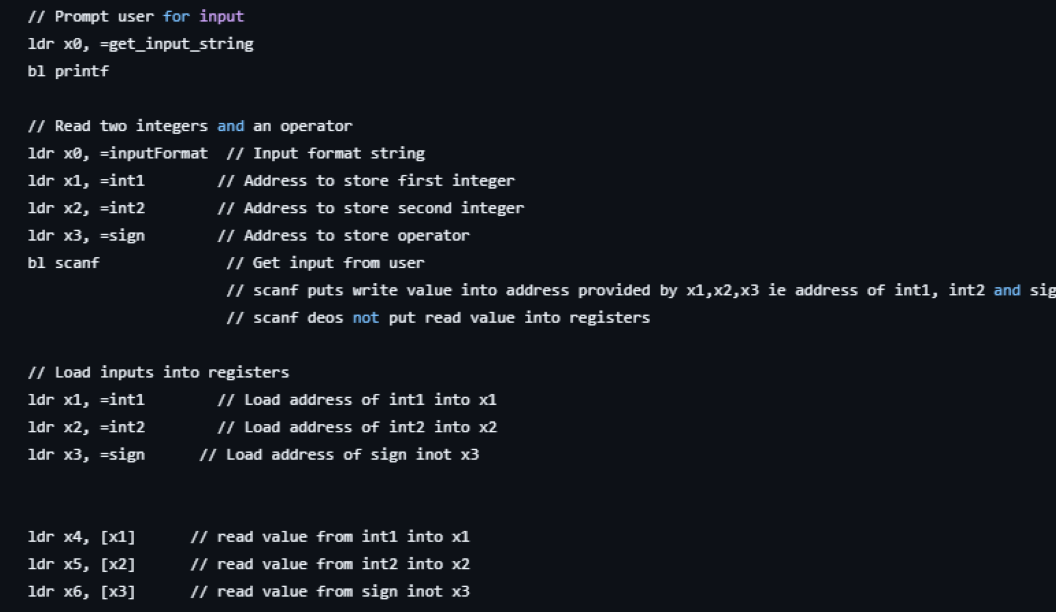 // Prompt user for input
ldr x0, =get_input_string
bl printf
// Read two integers and an operator
ldr x0, =inputFormat  // Input format string
ldr x1, =int1        // Address to store first integer
ldr x2, =int2        // Address to store second integer
ldr x3, =sign        // Address to store operator
bl scanf              // Get input from user
// scanf puts write value into address provided by x1,x2,x3 ie address of int1, int2 and sig
// scanf deos not put read value into registers
// Load inputs into registers
ldr x1, =int1        // Load address of int1 into x1
ldr x2, =int2        // Load address of int2 into x2
ldr x3, =sign      // Load address of sign inot x3
ldr x4, [x1]      // read value from int1 into x1
ldr x5, [x2]      // read value from int2 into x2
ldr x6, [x3]      // read value from sign inot x3